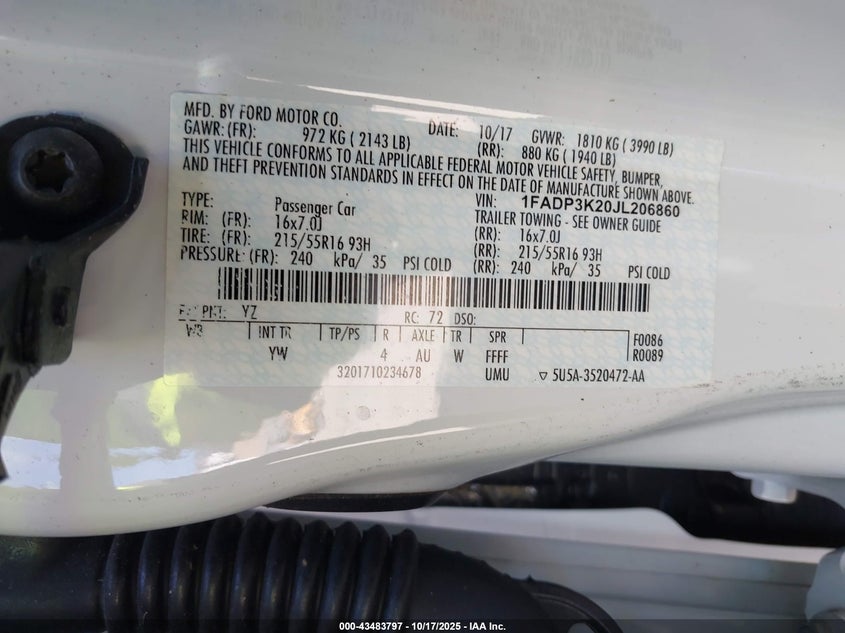 MFD. BY FORD MOTOR CO. DATE: 10/17 GVWR: 1810 KG ( 3990 LB)
GAWR: (FR): 972 KG ( 2143 LB) (RR): 880 KG ( 1940 LB)
THIS VEHICLE CONFORMS TO ALL APPLICABLE FEDERAL MOTOR VEHICLE SAFETY, BUMPER,
AND THEFT PREVENTION STANDARDS IN EFFECT ON THE DATE OF MANUFACTURE SHOWN ABOVE.
VIN: 1FADP3K20JL206860
TYPE: Passenger Car TRAILER TOWING - SEE OWNER GUIDE
RIM: (FR): 16x7.0J (RR): 16x7.0J
TIRE: (FR): 215/55R16 93H (RR): 215/55R16 93H
PRESSURE: (FR): 240 kPa/ 35 PSI COLD (RR): 240 kPa/ 35 PSI COLD
EXT PNT: YZ RC: 72 DSO:
WB INT TR TP/PS R AXLE TR SPR F0086
YW 4 AU W FFFF R0089
3201710234678 UMU ▽ 5U5A-3520472-AA
000-43483797 - 10/17/2025 - IAA Inc.